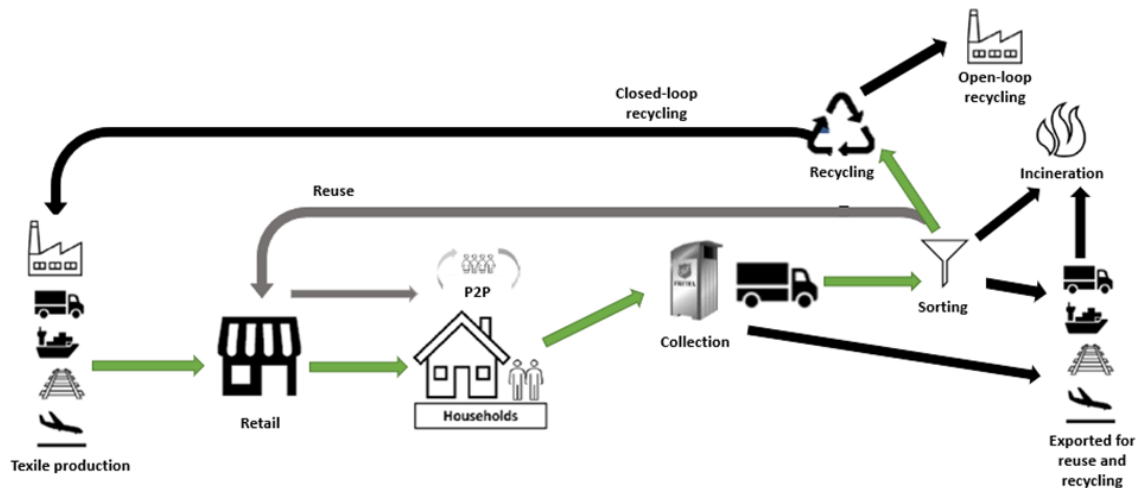 Open-loop
recycling
Closed-loop
recycling
Recycling
Incineration
Reuse
P2P
Sorting
Collection
Households
Retail
Texile production
Exported for
reuse and
recycling